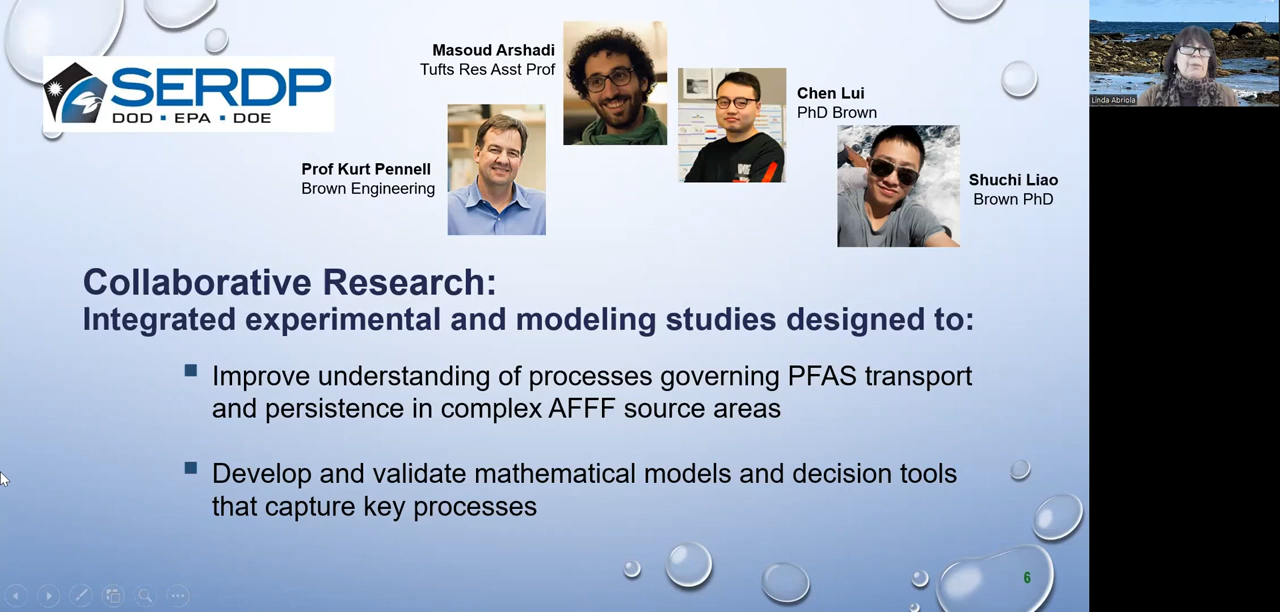 SERDP
DOD • EPA • DOE
Masoud Arshadi
Tufts Res Asst Prof
Prof Kurt Pennell
Brown Engineering
Chen Lui
PhD Brown
Shuchi Liao
Brown PhD
Linda Abriola
Collaborative Research:
Integrated experimental and modeling studies designed to:
Improve understanding of processes governing PFAS transport
and persistence in complex AFFF source areas
Develop and validate mathematical models and decision tools
that capture key processes
6